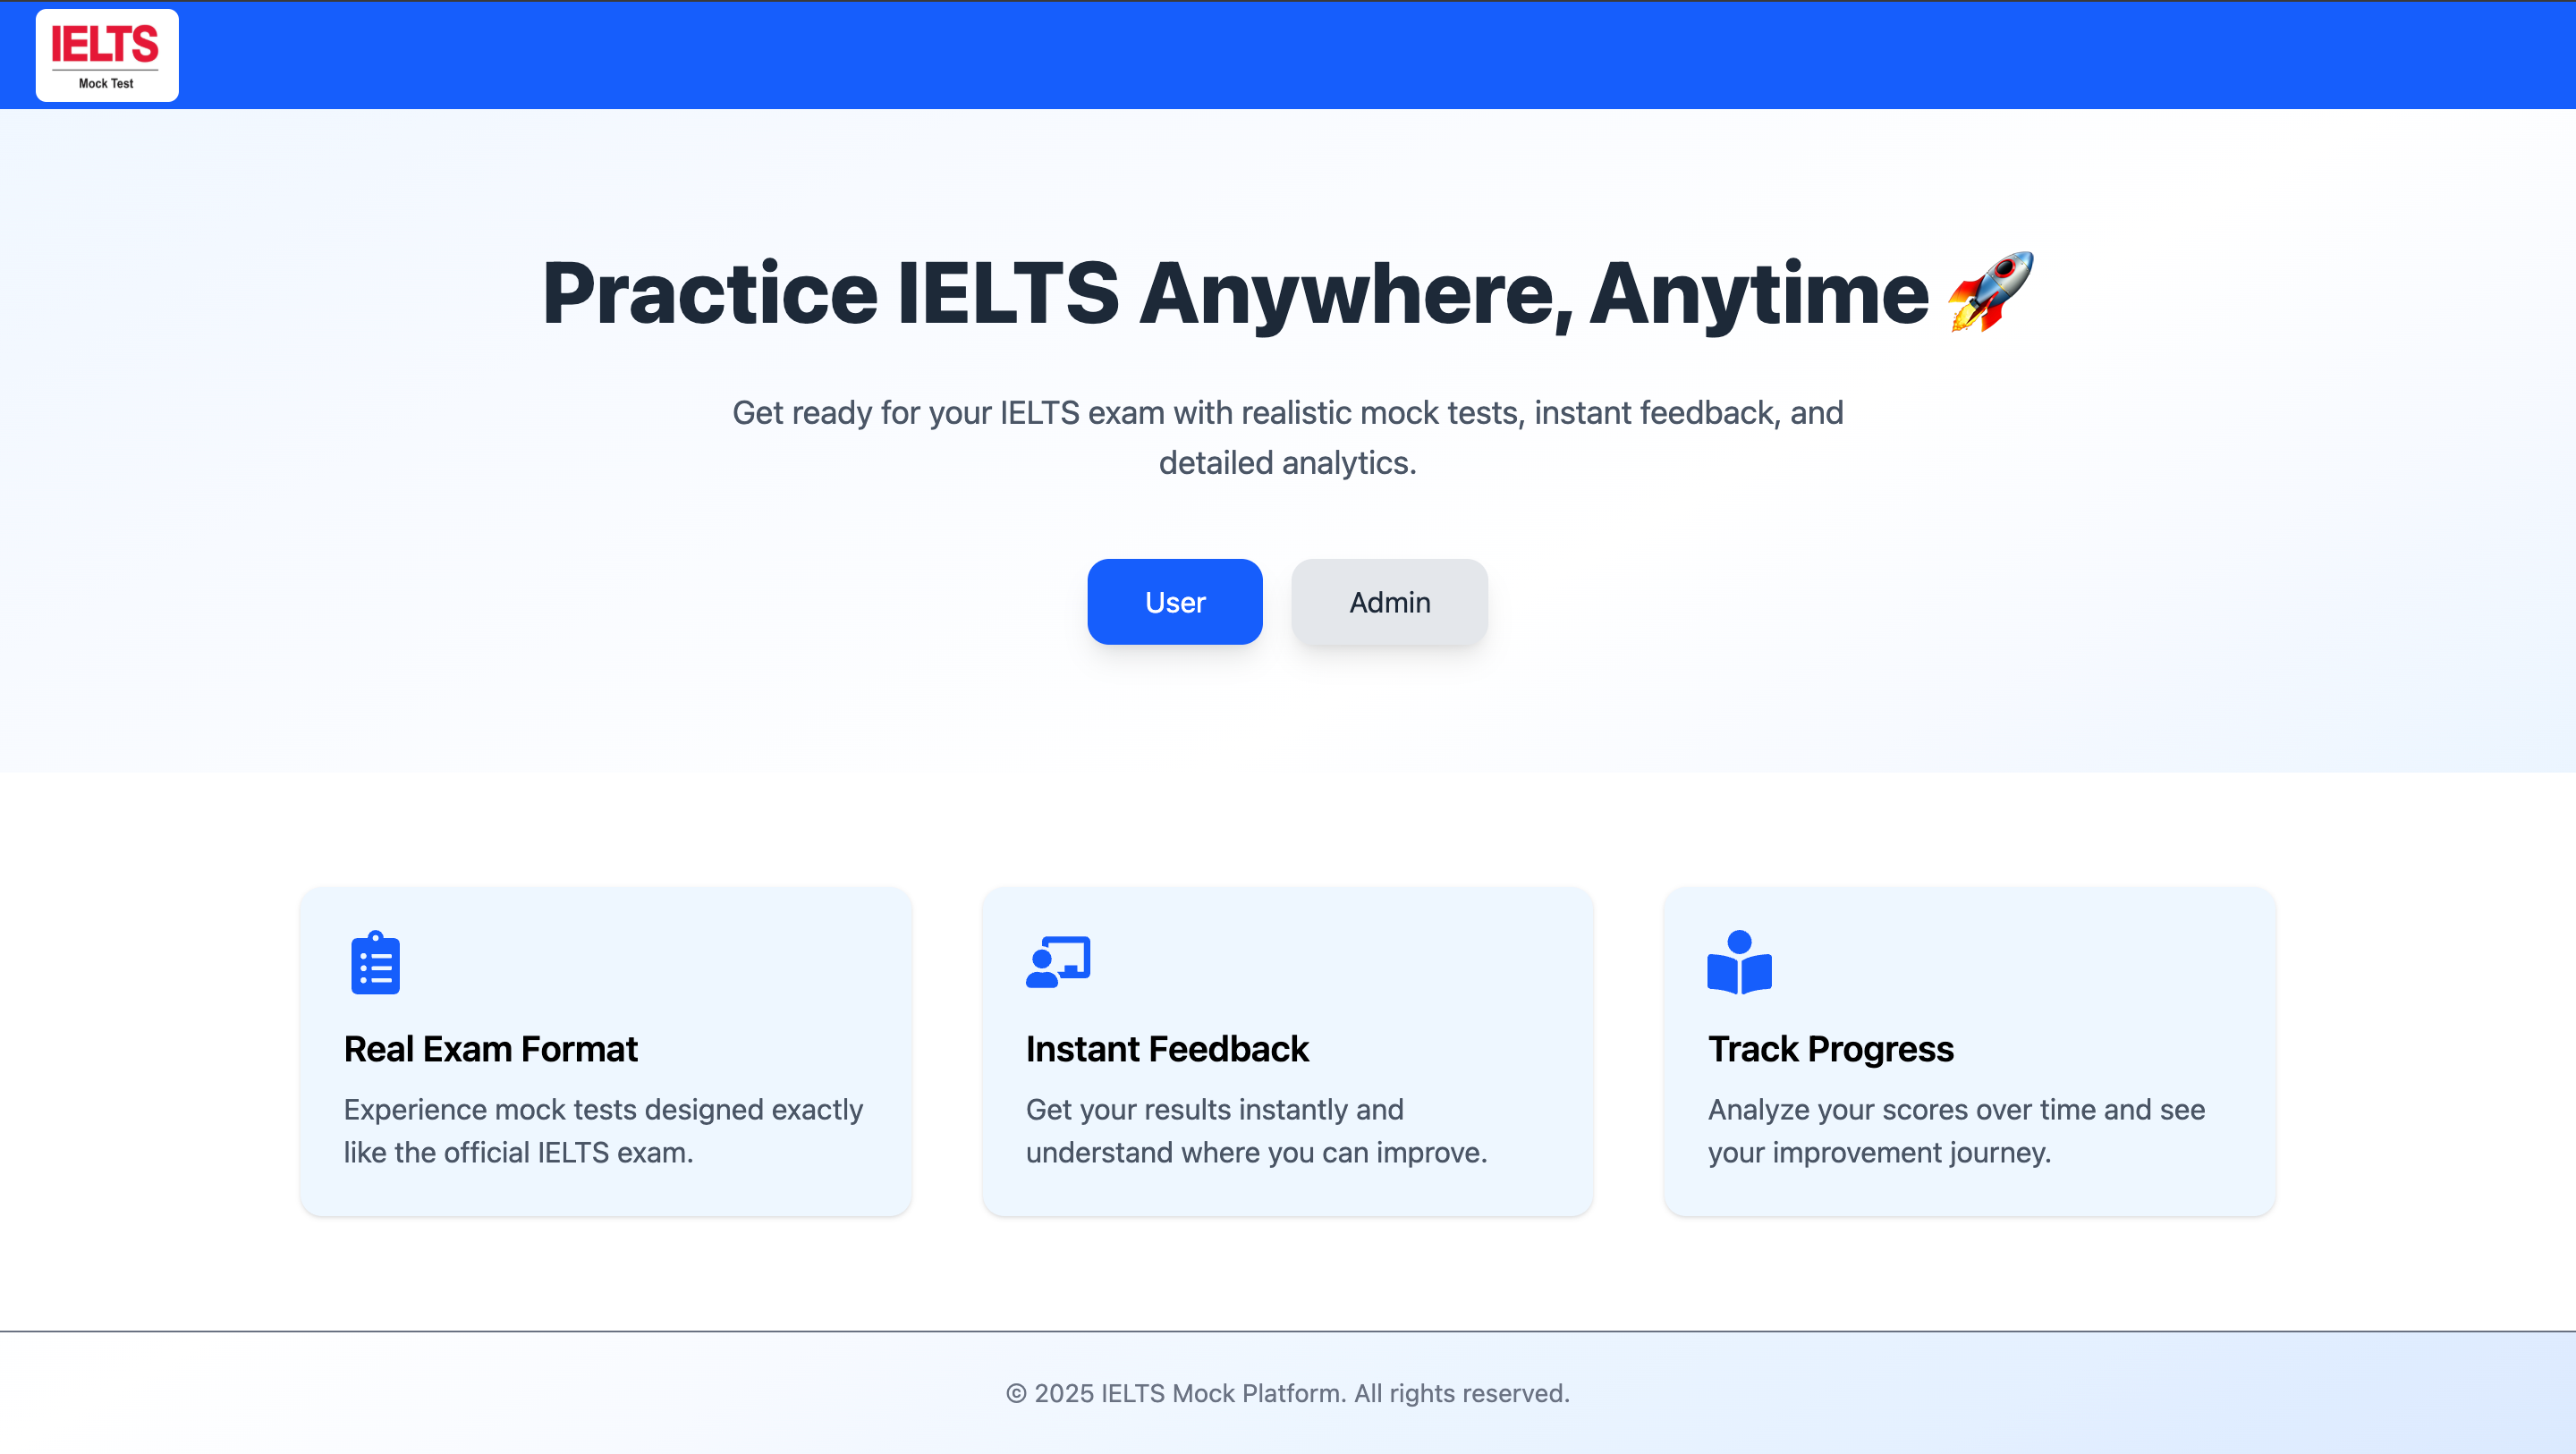 IELTS
Mock Test
Practice IELTS Anywhere, Anytime 🚀
Get ready for your IELTS exam with realistic mock tests, instant feedback, and
detailed analytics.
User
Admin
Real Exam Format
Experience mock tests designed exactly
like the official IELTS exam.
Instant Feedback
Get your results instantly and
understand where you can improve.
Track Progress
Analyze your scores over time and see
your improvement journey.
© 2025 IELTS Mock Platform. All rights reserved.